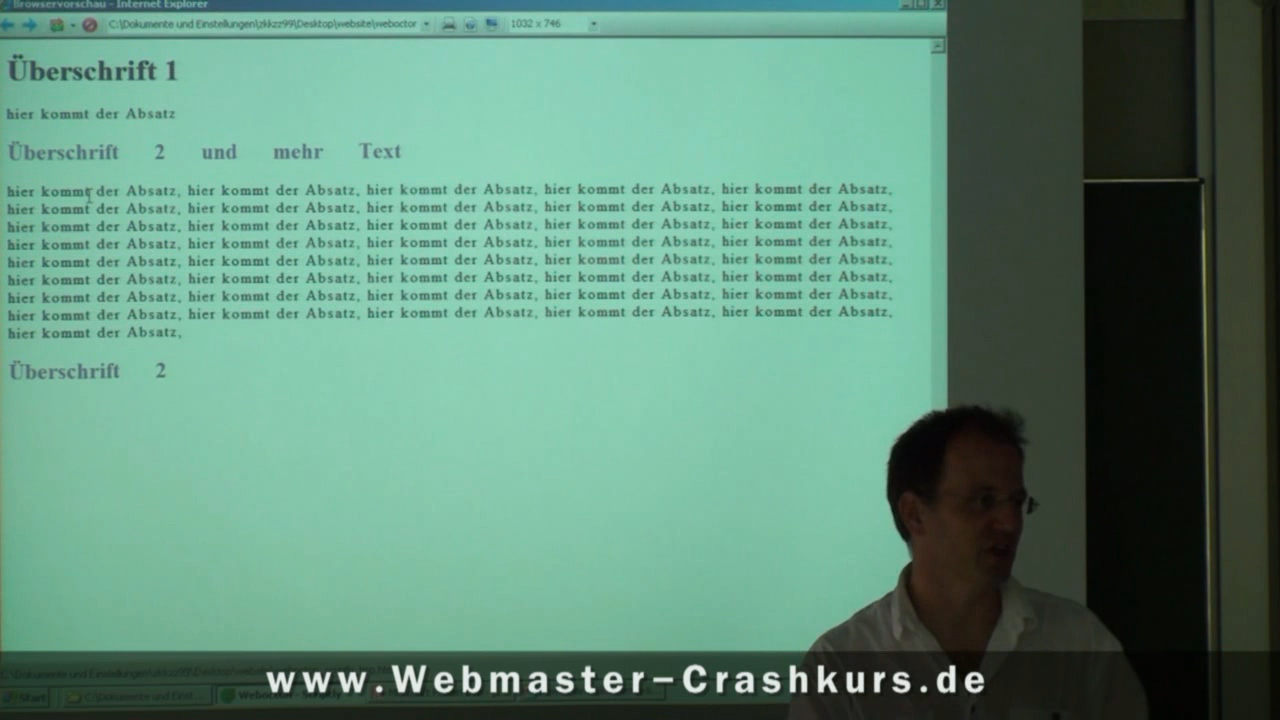 Browservorschau - Internet Explorer
C:\Dokumente und Einstellungen\zkkzz99\Desktop\website\weboctor 1032 x 746
Überschrift 1
hier kommt der Absatz
Überschrift 2 und mehr Text
hier kommt der Absatz, hier kommt der Absatz, hier kommt der Absatz, hier kommt der Absatz, hier kommt der Absatz,
hier kommt der Absatz, hier kommt der Absatz, hier kommt der Absatz, hier kommt der Absatz, hier kommt der Absatz,
hier kommt der Absatz, hier kommt der Absatz, hier kommt der Absatz, hier kommt der Absatz, hier kommt der Absatz,
hier kommt der Absatz, hier kommt der Absatz, hier kommt der Absatz, hier kommt der Absatz, hier kommt der Absatz,
hier kommt der Absatz, hier kommt der Absatz, hier kommt der Absatz, hier kommt der Absatz, hier kommt der Absatz,
hier kommt der Absatz, hier kommt der Absatz, hier kommt der Absatz, hier kommt der Absatz, hier kommt der Absatz,
hier kommt der Absatz, hier kommt der Absatz, hier kommt der Absatz, hier kommt der Absatz, hier kommt der Absatz,
hier kommt der Absatz, hier kommt der Absatz, hier kommt der Absatz, hier kommt der Absatz, hier kommt der Absatz,
hier kommt der Absatz,
Überschrift 2
www.Webmaster-Crashkurs.de
Start C:\Dokumente und Einst...